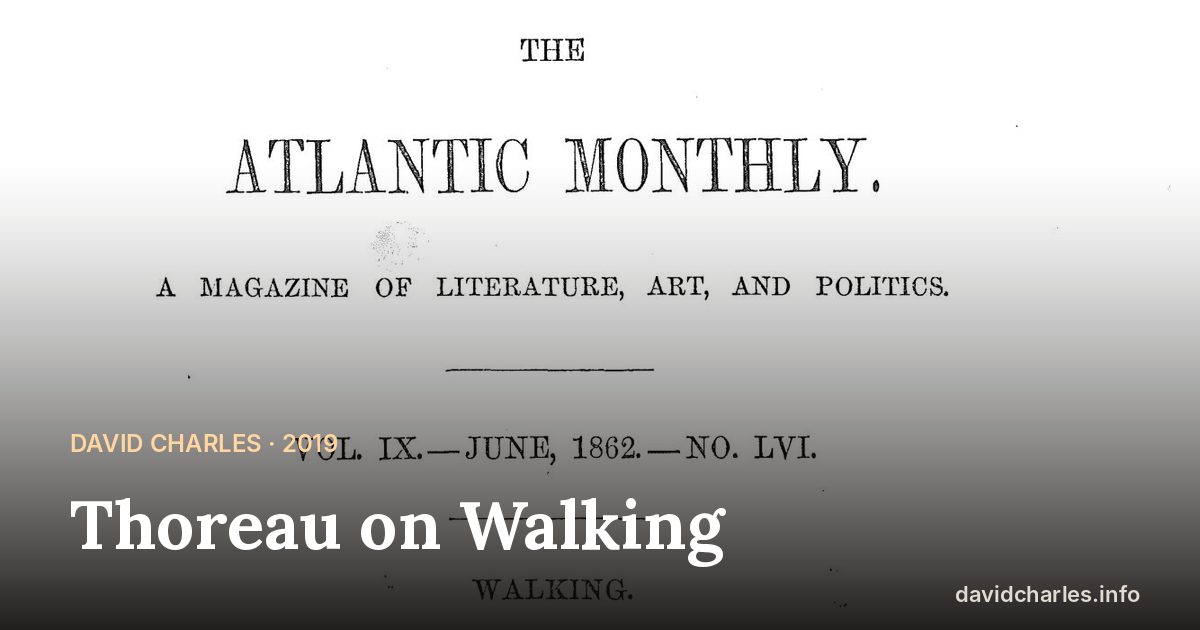 THE
ATLANTIC MONTHLY.
A MAGAZINE OF LITERATURE, ART, AND POLITICS.
DAVID CHARLES · 2019
VOL. IX.—JUNE, 1862.—NO. LVI.
Thoreau on Walking
WALKING.
davidcharles.info